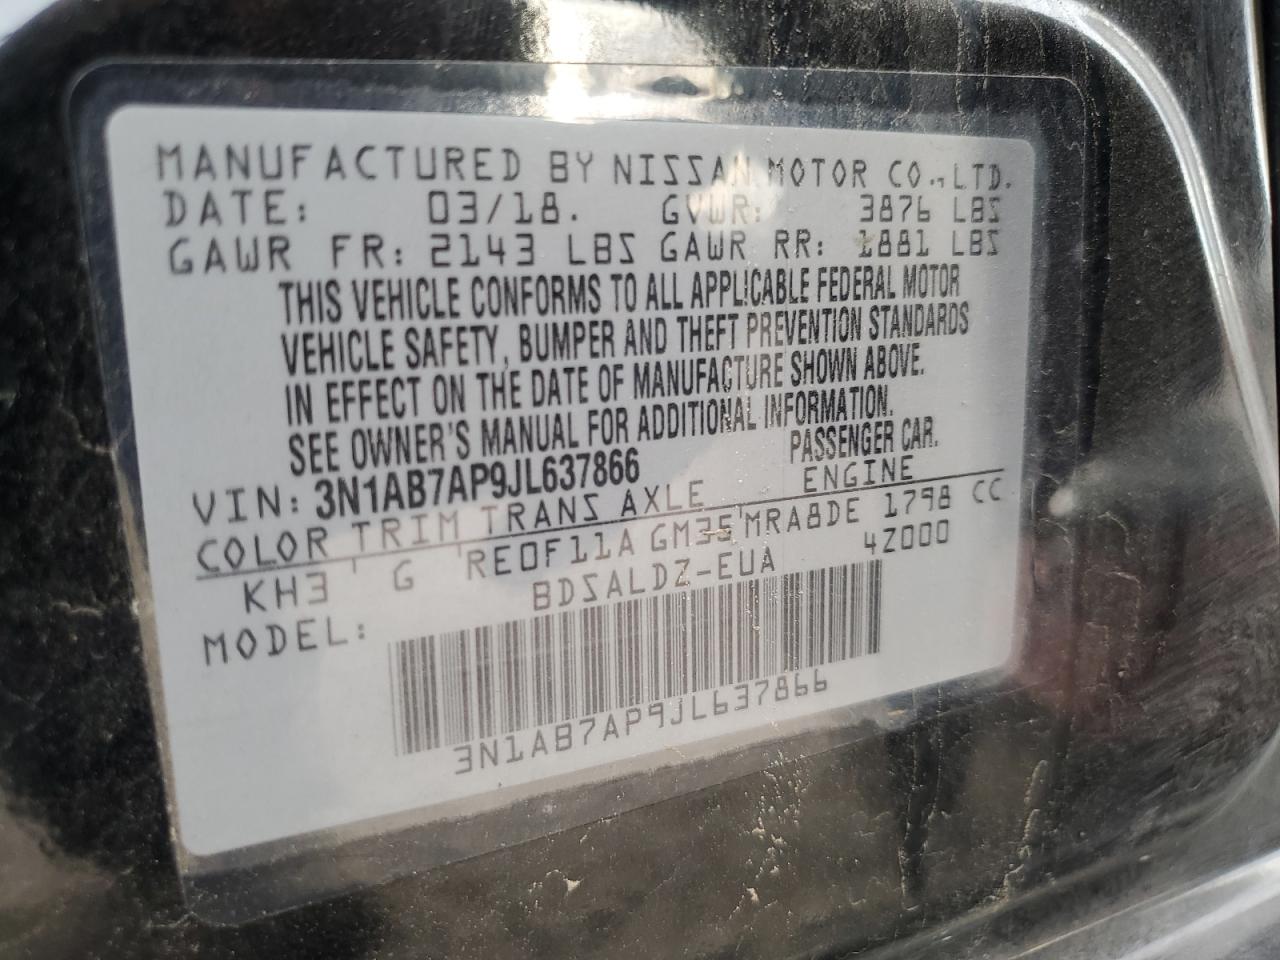 MANUFACTURED BY NISSAN MOTOR CO., LTD.
DATE: 03/18. GVWR: 3876 LBS
GAWR FR: 2143 LBS GAWR RR: 1881 LBS
THIS VEHICLE CONFORMS TO ALL APPLICABLE FEDERAL MOTOR
VEHICLE SAFETY, BUMPER AND THEFT PREVENTION STANDARDS
IN EFFECT ON THE DATE OF MANUFACTURE SHOWN ABOVE.
SEE OWNER'S MANUAL FOR ADDITIONAL INFORMATION.
VIN: 3N1AB7AP9JL637866 PASSENGER CAR.
COLOR TRIM TRANS AXLE ENGINE
KH3 G RE0F11A GM35 MRA8DE 1798 CC
MODEL: BDSALDZ-EUA 4Z000
3N1AB7AP9JL637866